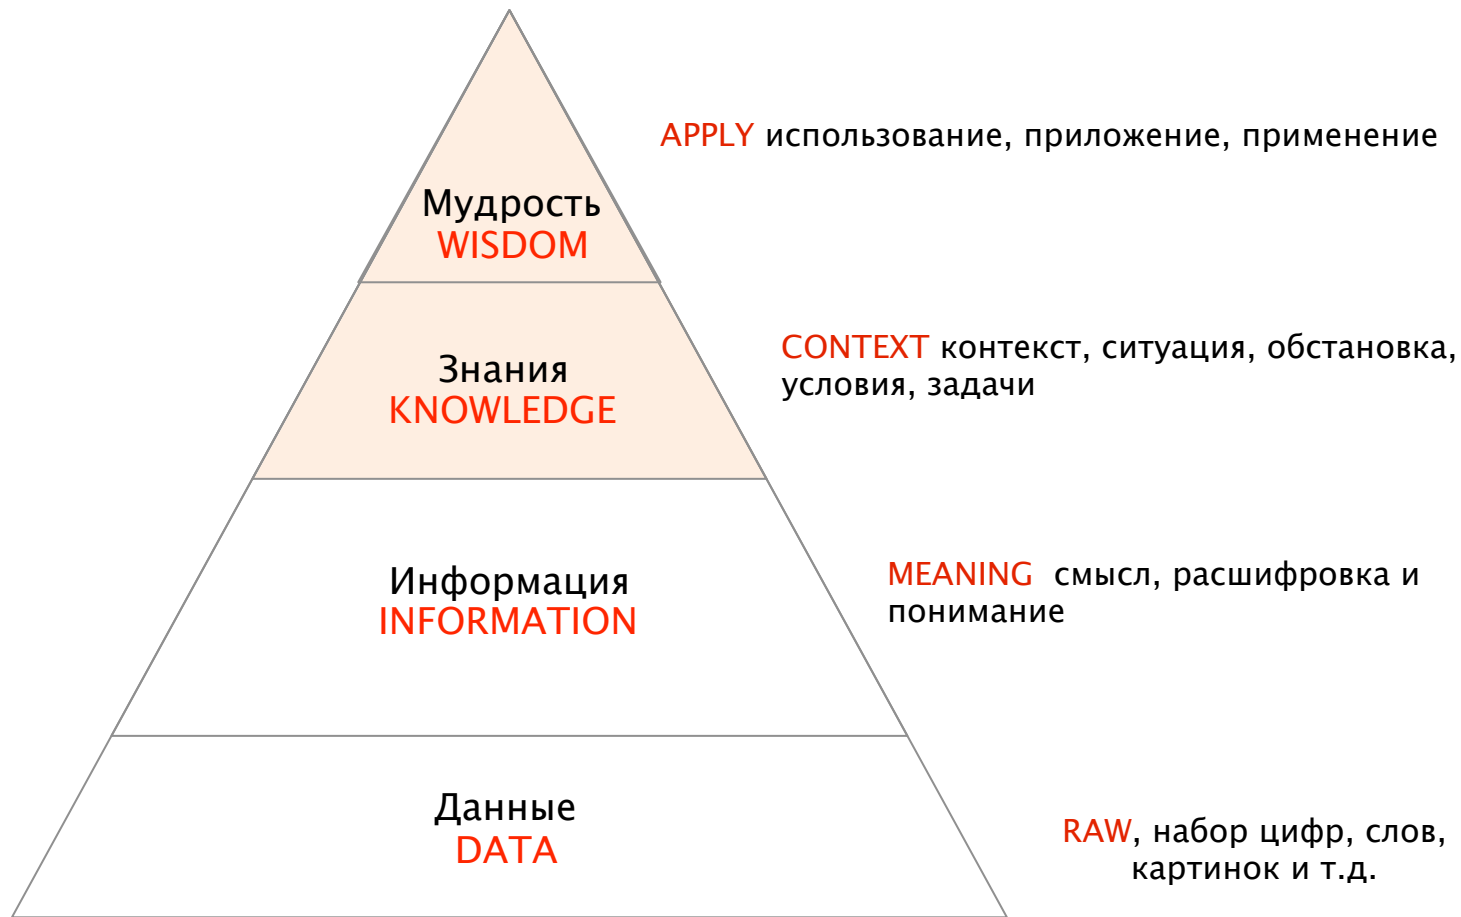 APPLY использование, приложение, применение
Мудрость
WISDOM
CONTEXT контекст, ситуация, обстановка,
условия, задачи
Знания
KNOWLEDGE
MEANING смысл, расшифровка и
понимание
Информация
INFORMATION
Данные
DATA
RAW, набор цифр, слов,
картинок и т.д.